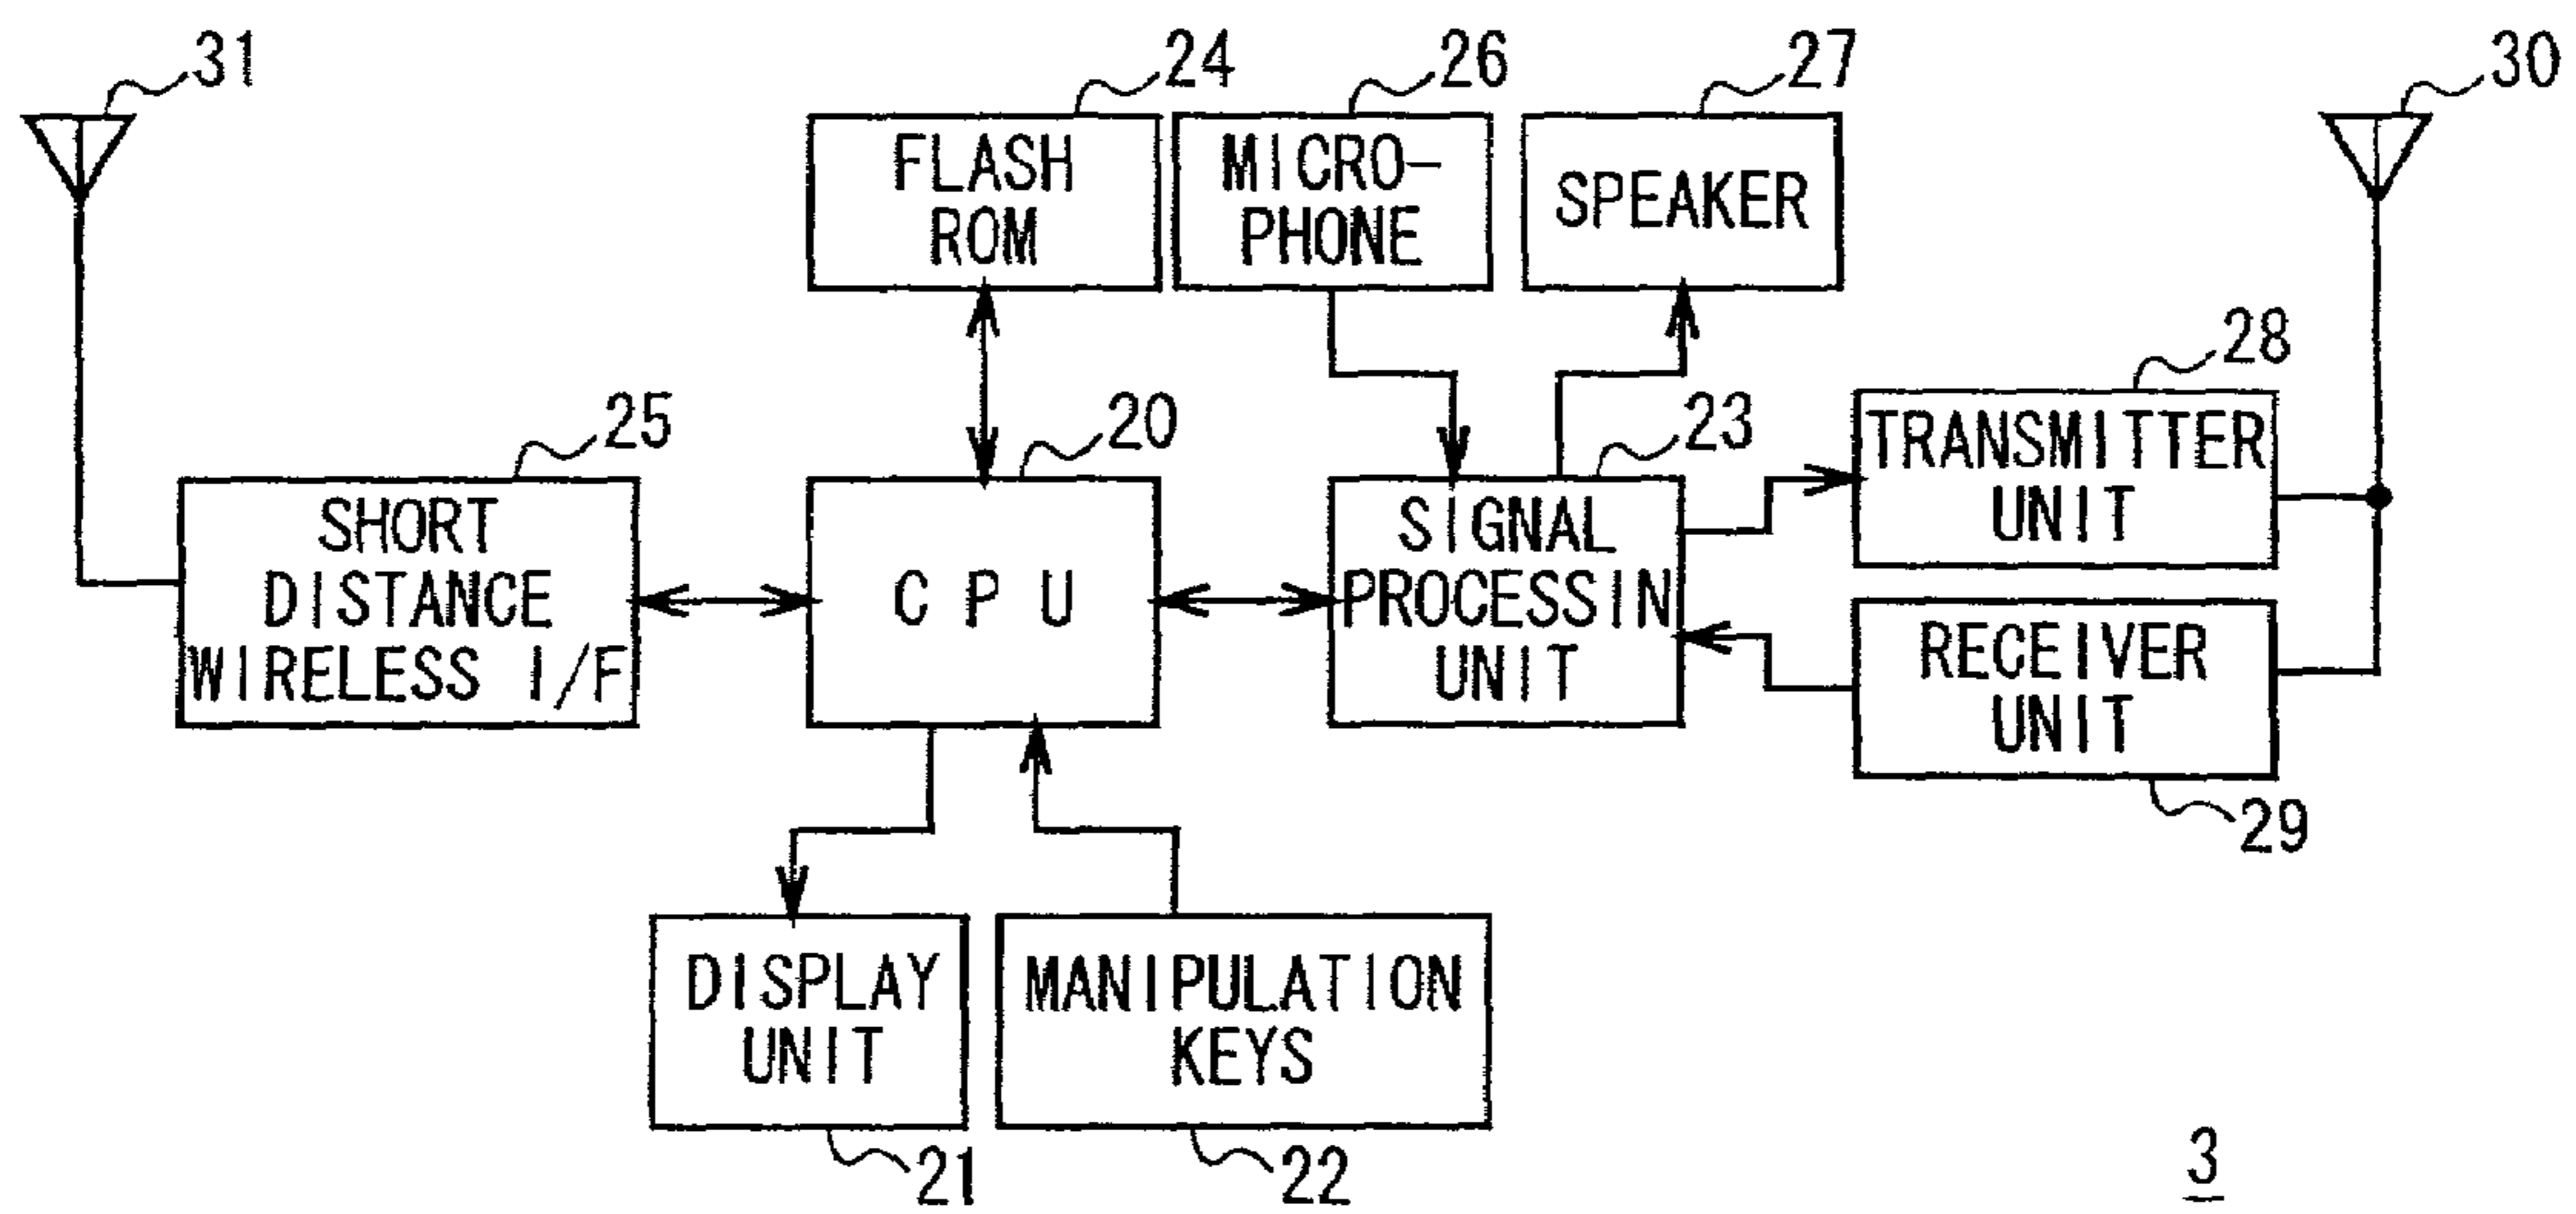 31
24
26
27
30
FLASH
ROM
MICRO-
PHONE
SPEAKER
28
25
20
23
TRANSMITTER
UNIT
SHORT
DISTANCE
WIRELESS I/F
C P U
SIGNAL
PROCESSIN
UNIT
RECEIVER
UNIT
29
DISPLAY
UNIT
MANIPULATION
KEYS
21
22
3